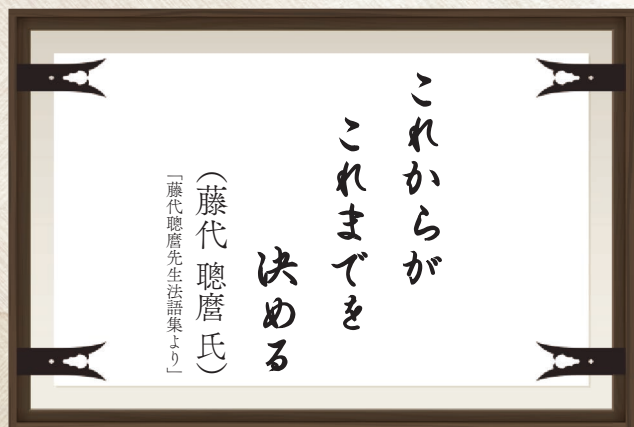 これからが
これまでを
決める
（藤代 聰麿 氏）
「藤代聰麿先生法語集より」